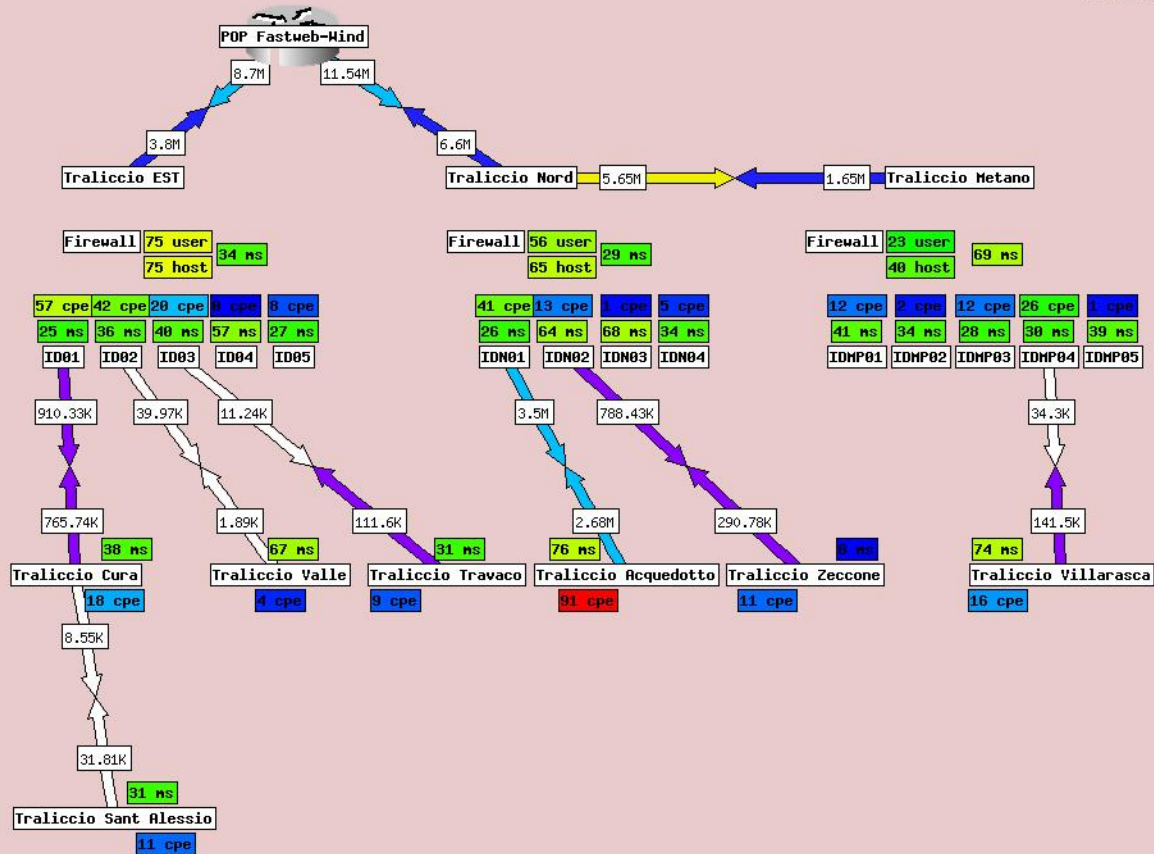 POP Fastweb-Wind
8.7M 11.54M
3.8M 6.6M
Traliccio EST Traliccio Nord 5.65M 1.65M Traliccio Metano
Firewall 75 user 34 ms Firewall 56 user 29 ms Firewall 23 user 69 ms
75 host 65 host 40 host
57 cpe 42 cpe 20 cpe 0 cpe 8 cpe 41 cpe 13 cpe 1 cpe 5 cpe 12 cpe 2 cpe 12 cpe 26 cpe 1 cpe
25 ms 36 ms 40 ms 57 ms 27 ms 26 ms 64 ms 68 ms 34 ms 41 ms 34 ms 28 ms 30 ms 39 ms
ID01 ID02 ID03 ID04 ID05 IDN01 IDN02 IDN03 IDN04 IDMP01 IDMP02 IDMP03 IDMP04 IDMP05
910.33K 39.97K 11.24K 3.5M 788.43K 34.3K
765.74K 1.89K 111.6K 2.68M 290.78K 141.5K
38 ms 67 ms 31 ms 76 ms 0 ms 74 ms
Traliccio Cura Traliccio Valle Traliccio Travaco Traliccio Acquedotto Traliccio Zeccone Traliccio Villarasca
18 cpe 4 cpe 9 cpe 91 cpe 11 cpe 16 cpe
8.55K
31.81K
31 ms
Traliccio Sant Alessio
11 cpe